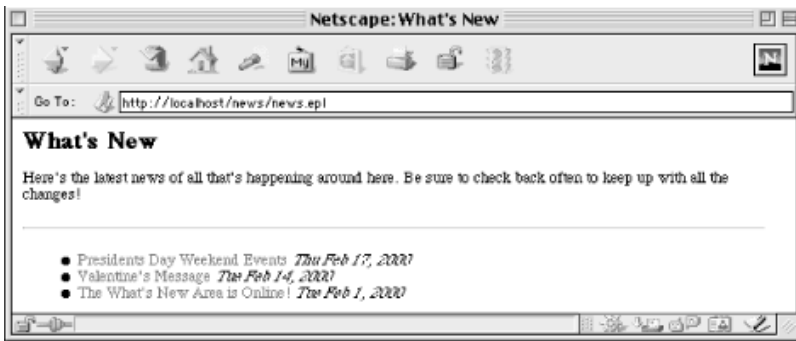 Netscape: What's New
My
N
Go To: http://localhost/news/news.epl
What's New
Here's the latest news of all that's happening around here. Be sure to check back often to keep up with all the
changes!
Presidents Day Weekend Events Thu Feb 17, 2000
Valentine's Message Tue Feb 14, 2000
The What's New Area is Online! Tue Feb 1, 2000